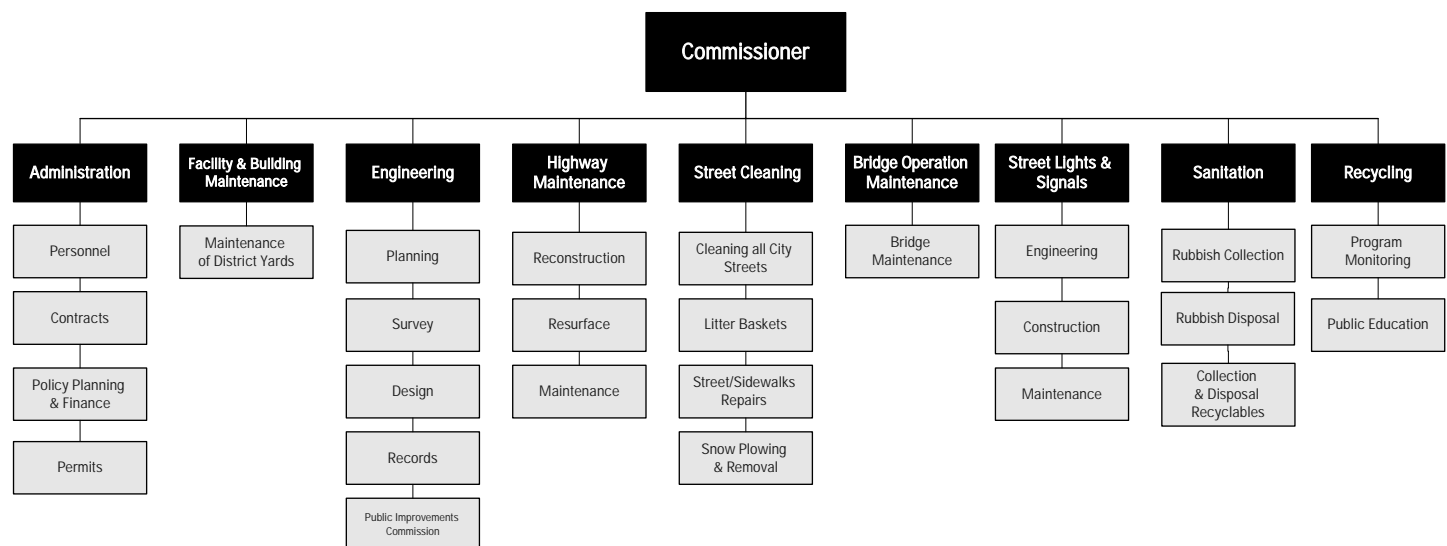 Commissioner
Administration
Personnel
Contracts
Policy Planning
& Finance
Permits
Facility & Building
Maintenance
Maintenance
of District Yards
Engineering
Planning
Survey
Design
Records
Public Improvements
Commission
Highway
Maintenance
Reconstruction
Resurface
Maintenance
Street Cleaning
Cleaning all City
Streets
Litter Baskets
Street/Sidewalks
Repairs
Snow Plowing
& Removal
Bridge Operation
Maintenance
Bridge
Maintenance
Street Lights &
Signals
Engineering
Construction
Maintenance
Sanitation
Rubbish Collection
Rubbish Disposal
Collection
& Disposal
Recyclables
Recycling
Program
Monitoring
Public Education